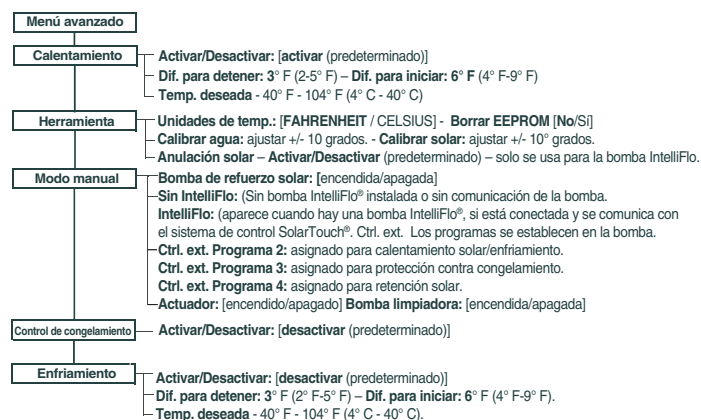 Menú avanzado
Calentamiento
Activar/Desactivar: [activar (predeterminado)]
Dif. para detener: 3° F (2-5° F) – Dif. para iniciar: 6° F (4° F-9° F)
Temp. deseada - 40° F - 104° F (4° C - 40° C)
Herramienta
Unidades de temp.: [FAHRENHEIT / CELSIUS] - Borrar EEPROM [No/Sí]
Calibrar agua: ajustar +/- 10 grados. - Calibrar solar: ajustar +/- 10° grados.
Anulación solar – Activar/Desactivar (predeterminado) – solo se usa para la bomba IntelliFlo.
Modo manual
Bomba de refuerzo solar: [encendida/apagada]
Sin IntelliFlo: (Sin bomba IntelliFlo® instalada o sin comunicación de la bomba.
IntelliFlo: (aparece cuando hay una bomba IntelliFlo®, si está conectada y se comunica con
el sistema de control SolarTouch®. Ctrl. ext. Los programas se establecen en la bomba.
Ctrl. ext. Programa 2: asignado para calentamiento solar/enfriamiento.
Ctrl. ext. Programa 3: asignado para protección contra congelamiento.
Ctrl. ext. Programa 4: asignado para retención solar.
Actuador: [encendido/apagado] Bomba limpiadora: [encendida/apagada]
Control de congelamiento
Activar/Desactivar: [desactivar (predeterminado)]
Enfriamiento
Activar/Desactivar: [desactivar (predeterminado)]
Dif. para detener: 3° F (2° F-5° F) – Dif. para iniciar: 6° F (4° F-9° F).
Temp. deseada - 40° F - 104° F (4° C - 40° C).